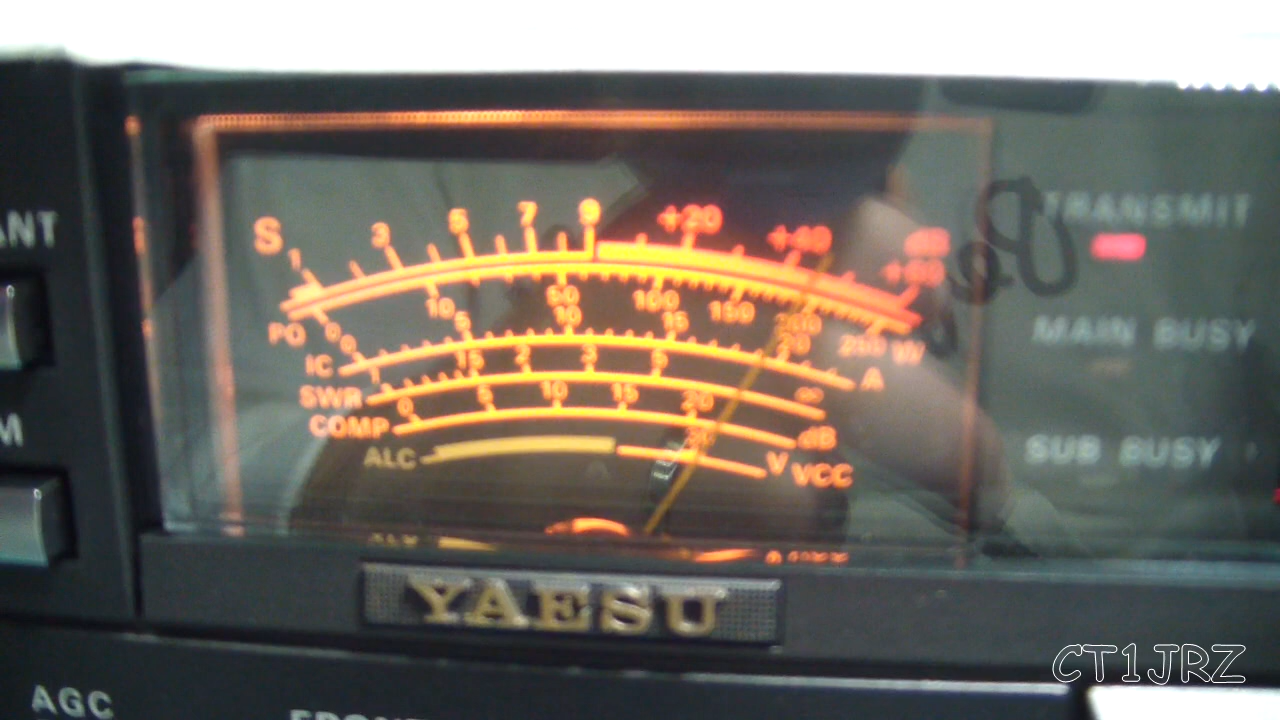 ANT
S 1 3 5 7 9 +20 +40 dB +60
PO 0 10 50 100 150 200 250 W
IC 0 5 10 15 20 A
SWR 1 1.5 2 3 5 ∞
COMP 0 5 10 15 20 dB
ALC V VCC
TRANSMIT
MAIN BUSY
SUB BUSY
M
YAESU
AGC
FRONT
CT1JRZ